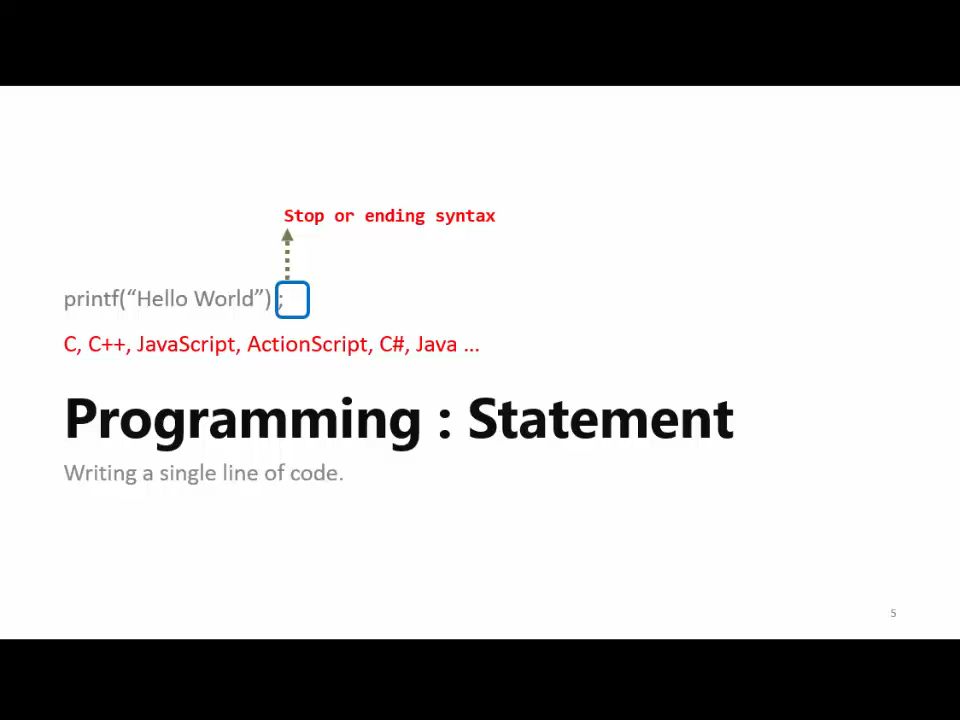 Stop or ending syntax
printf(“Hello World”) ;
C, C++, JavaScript, ActionScript, C#, Java ...
Programming : Statement
Writing a single line of code.
5